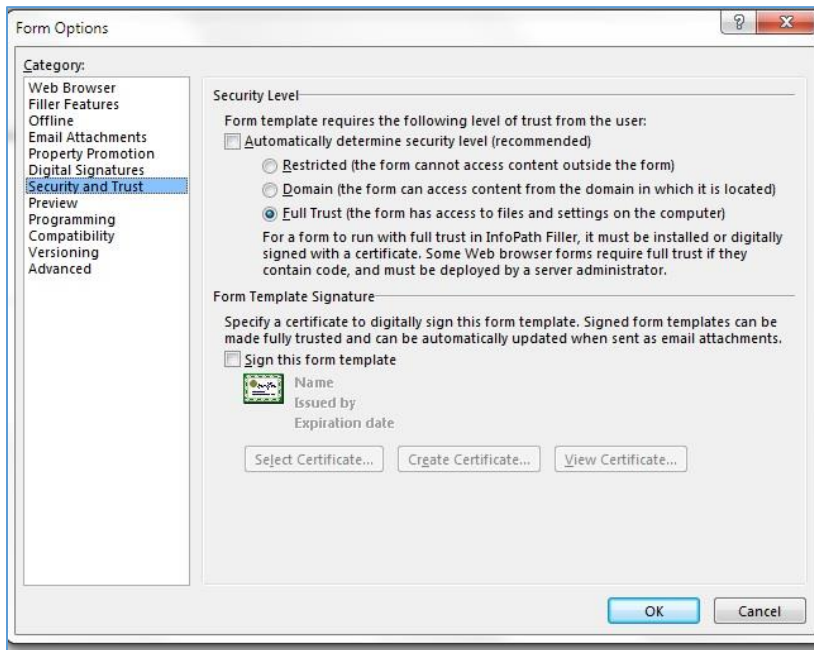 Form Options
?
X
Category:
Web Browser
Filler Features
Offline
Email Attachments
Property Promotion
Digital Signatures
Security and Trust
Preview
Programming
Compatibility
Versioning
Advanced
Security Level
Form template requires the following level of trust from the user:
Automatically determine security level (recommended)
Restricted (the form cannot access content outside the form)
Domain (the form can access content from the domain in which it is located)
Full Trust (the form has access to files and settings on the computer)
For a form to run with full trust in InfoPath Filler, it must be installed or digitally
signed with a certificate. Some Web browser forms require full trust if they
contain code, and must be deployed by a server administrator.
Form Template Signature
Specify a certificate to digitally sign this form template. Signed form templates can be
made fully trusted and can be automatically updated when sent as email attachments.
Sign this form template
Name
Issued by
Expiration date
Select Certificate... Create Certificate... View Certificate...
OK Cancel